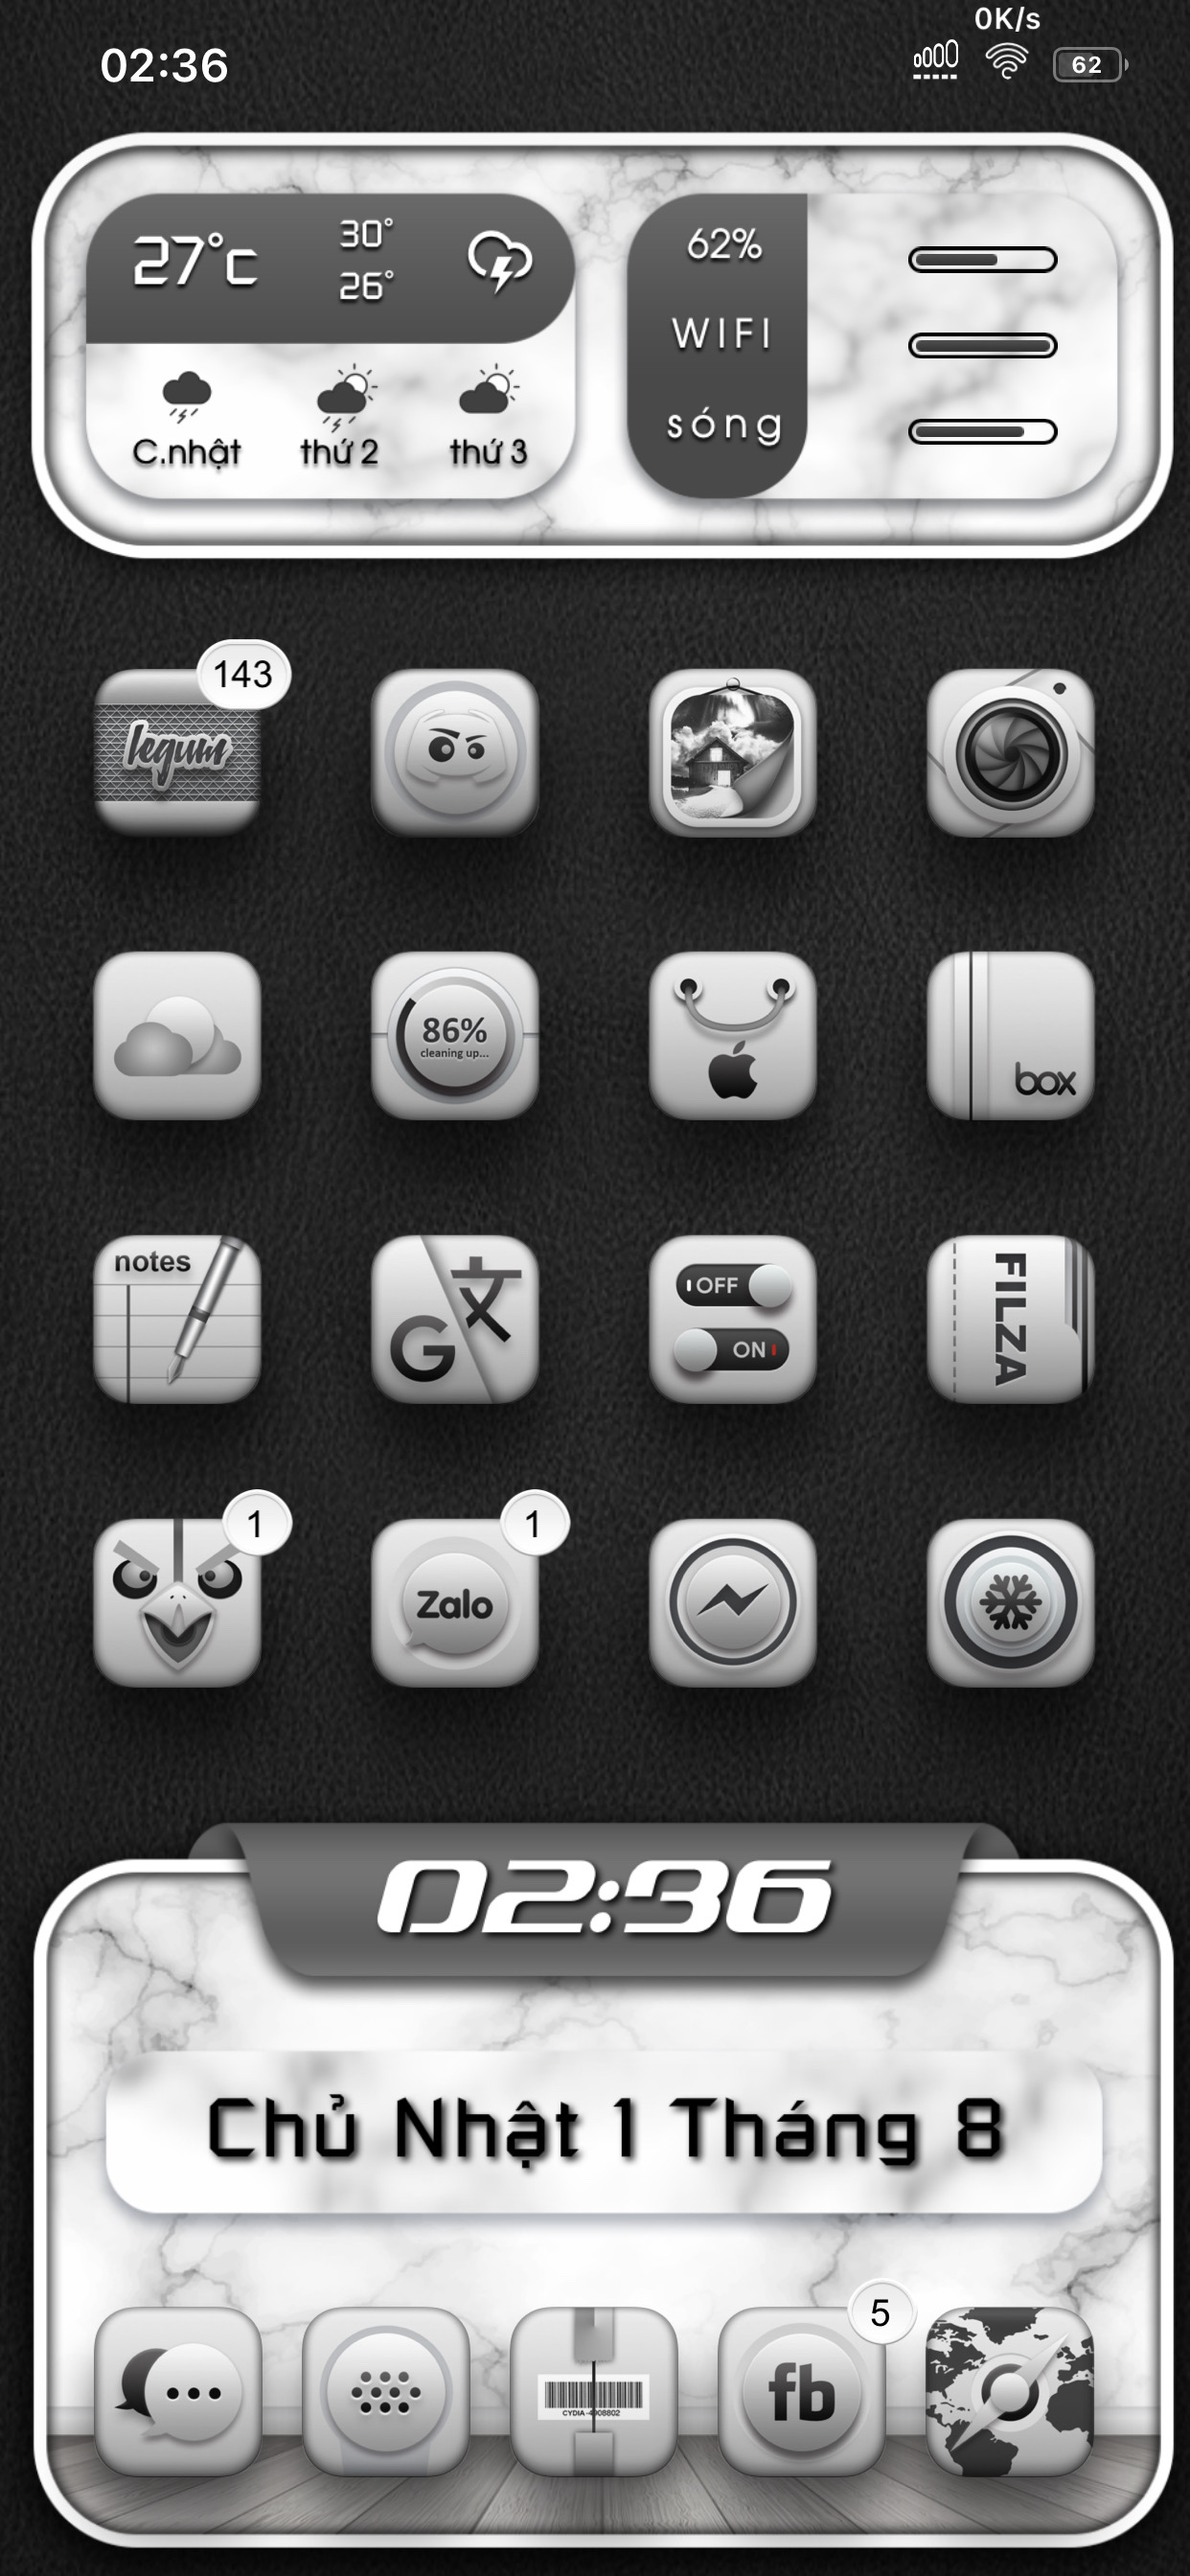 0K/s
02:36
62
27°c
30°
26°
C.nhật
thứ 2
thứ 3
62%
WIFI
sóng
143
legum
86%
cleaning up...
box
notes
G文
OFF
ON
FILZA
1
1
Zalo
02:36
Chủ Nhật 1 Tháng 8
5
CYDIA
fb